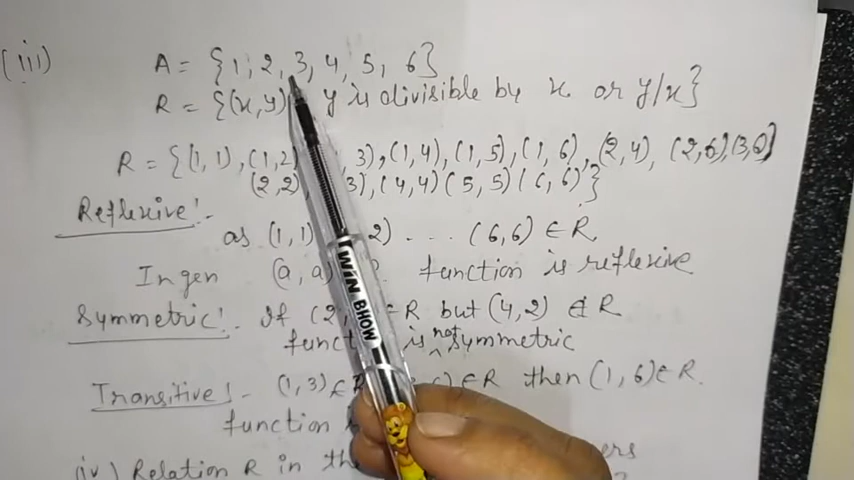 (iii) A = {1, 2, 3, 4, 5, 6}
R = {(x, y) y is divisible by x or y/x}
R = {(1, 1), (1, 2 3), (1, 4), (1, 5), (1, 6), (2, 4), (2, 6), (3, 6)
(2, 2) 3), (4, 4) (5, 5) (6, 6)}
Reflexive!-
as (1, 1) 2) ... (6, 6) ∈ R
In gen (a, a) function is reflexive
Symmetric!- If (2, ∈ R but (4, 2) ∉ R
is not symmetric
Transitive!- (1, 3) ∈ ∈ R then (1, 6) ∈ R.
function
(iv) Relation R in the
WIN BHOW